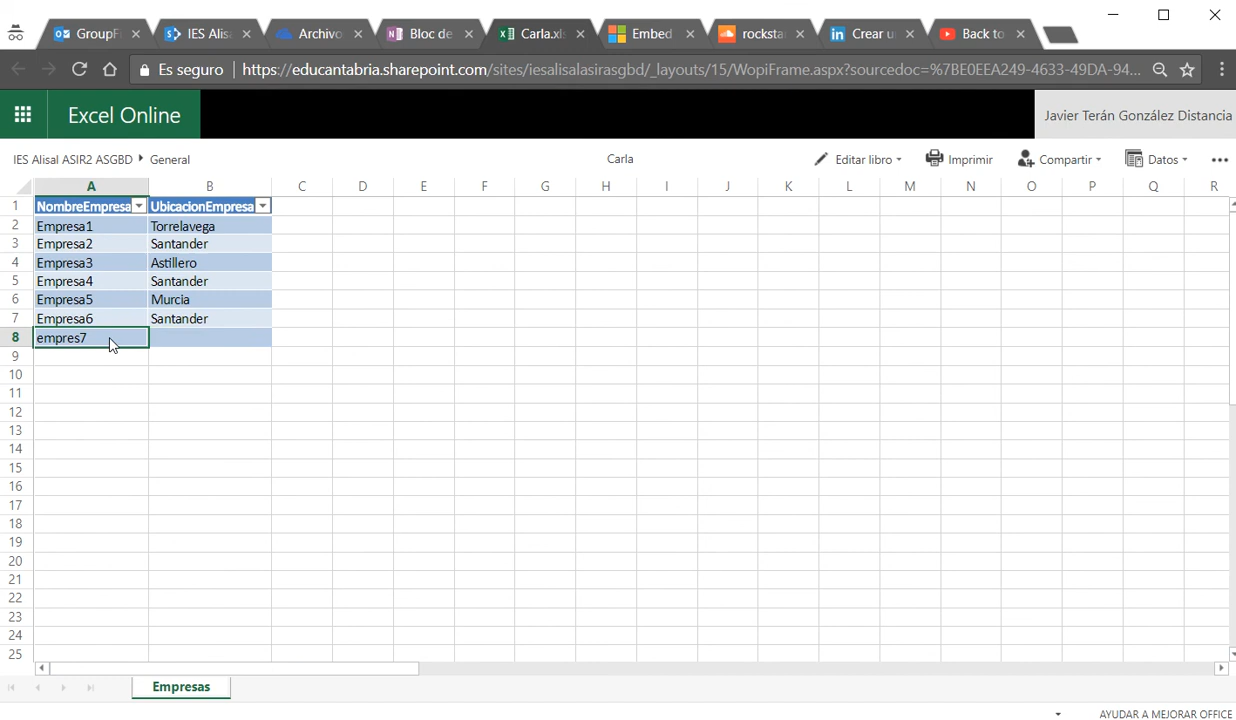 GroupF
IES Alisa
Archivo
Bloc de
Carla.xls
Embed
rocksta
Crear u
Back to
Es seguro
https://educantabria.sharepoint.com/sites/iesalisalasirasgbd/_layouts/15/WopiFrame.aspx?sourcedoc=%7BE0EEA249-4633-49DA-94...
Excel Online
Javier Terán González Distancia
IES Alisal ASIR2 ASGBD
General
Carla
Editar libro
Imprimir
Compartir
Datos
A B C D E F G H I J K L M N O P Q R
1 NombreEmpresa UbicacionEmpresa
2 Empresa1 Torrelavega
3 Empresa2 Santander
4 Empresa3 Astillero
5 Empresa4 Santander
6 Empresa5 Murcia
7 Empresa6 Santander
8 empres7
9
10
11
12
13
14
15
16
17
18
19
20
21
22
23
24
25
Empresas
AYUDAR A MEJORAR OFFICE